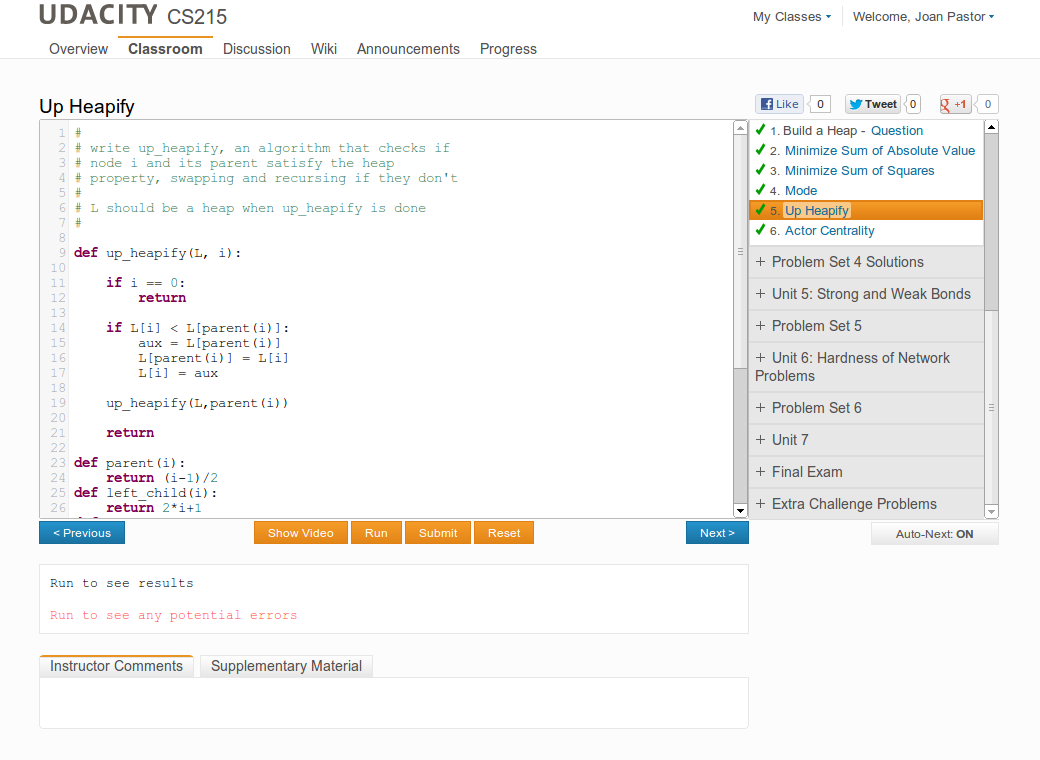 UDACITY CS215
My Classes Welcome, Joan Pastor
Overview Classroom Discussion Wiki Announcements Progress
Up Heapify
Like 0 Tweet 0 +1 0
1 #
2 # write up_heapify, an algorithm that checks if
3 # node i and its parent satisfy the heap
4 # property, swapping and recursing if they don't
5 #
6 # L should be a heap when up_heapify is done
7 #
8
9 def up_heapify(L, i):
10
11     if i == 0:
12         return
13
14     if L[i] < L[parent(i)]:
15         aux = L[parent(i)]
16         L[parent(i)] = L[i]
17         L[i] = aux
18
19     up_heapify(L,parent(i))
20
21     return
22
23 def parent(i):
24     return (i-1)/2
25 def left_child(i):
26     return 2*i+1
1. Build a Heap - Question
2. Minimize Sum of Absolute Value
3. Minimize Sum of Squares
4. Mode
5. Up Heapify
6. Actor Centrality
+ Problem Set 4 Solutions
+ Unit 5: Strong and Weak Bonds
+ Problem Set 5
+ Unit 6: Hardness of Network
Problems
+ Problem Set 6
+ Unit 7
+ Final Exam
+ Extra Challenge Problems
< Previous Show Video Run Submit Reset Next > Auto-Next: ON
Run to see results
Run to see any potential errors
Instructor Comments Supplementary Material